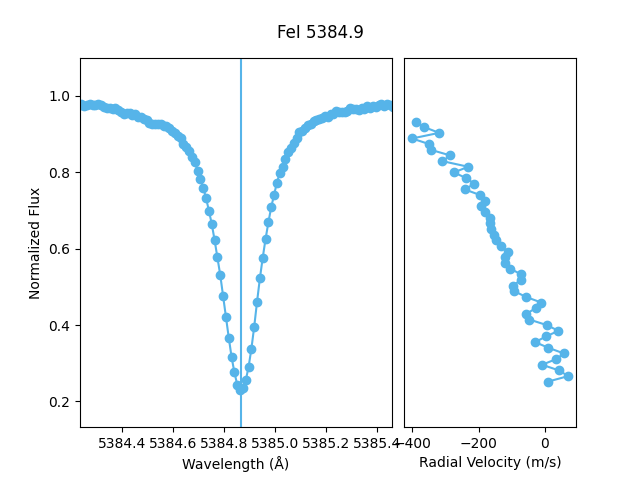 FeI 5384.9
Normalized Flux
1.0
0.8
0.6
0.4
0.2
5384.4 5384.6 5384.8 5385.0 5385.2 5385.4
Wavelength (Å)
−400 −200 0
Radial Velocity (m/s)